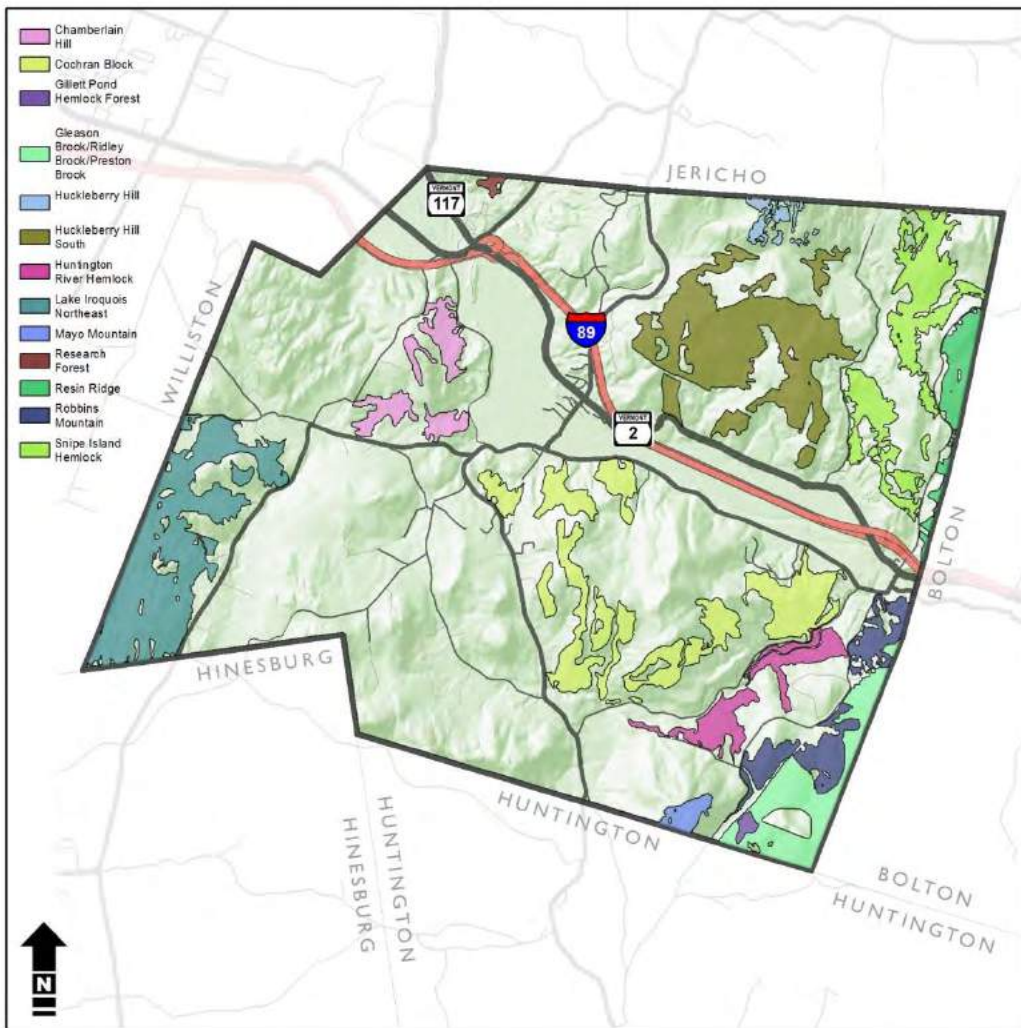 Chamberlain
Hill
Cochran Block
Gillett Pond
Hemlock Forest
Gleason
Brook/Ridley
Brook/Preston
Brook
Huckleberry Hill
Huckleberry Hill
South
Huntington
River Hemlock
Lake Iroquois
Northeast
Mayo Mountain
Research
Forest
Resin Ridge
Robbins
Mountain
Snipe Island
Hemlock
JERICHO
VERMONT
117
WILLISTON
89
VERMONT
2
BOLTON
HINESBURG
HUNTINGTON
HUNTINGTON
HINESBURG
BOLTON
HUNTINGTON
N